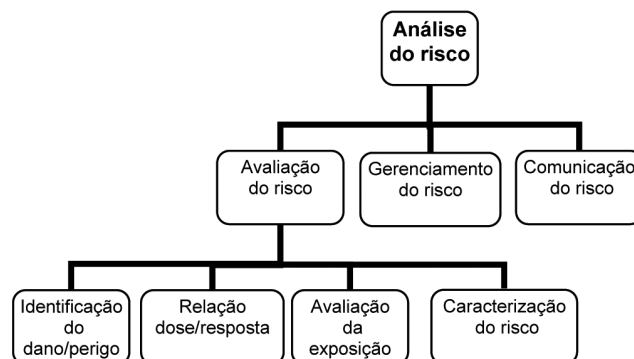 Análise
do risco
Avaliação
do risco
Gerenciamento
do risco
Comunicação
do risco
Identificação
do
dano/perigo
Relação
dose/resposta
Avaliação
da
exposição
Caracterização
do risco